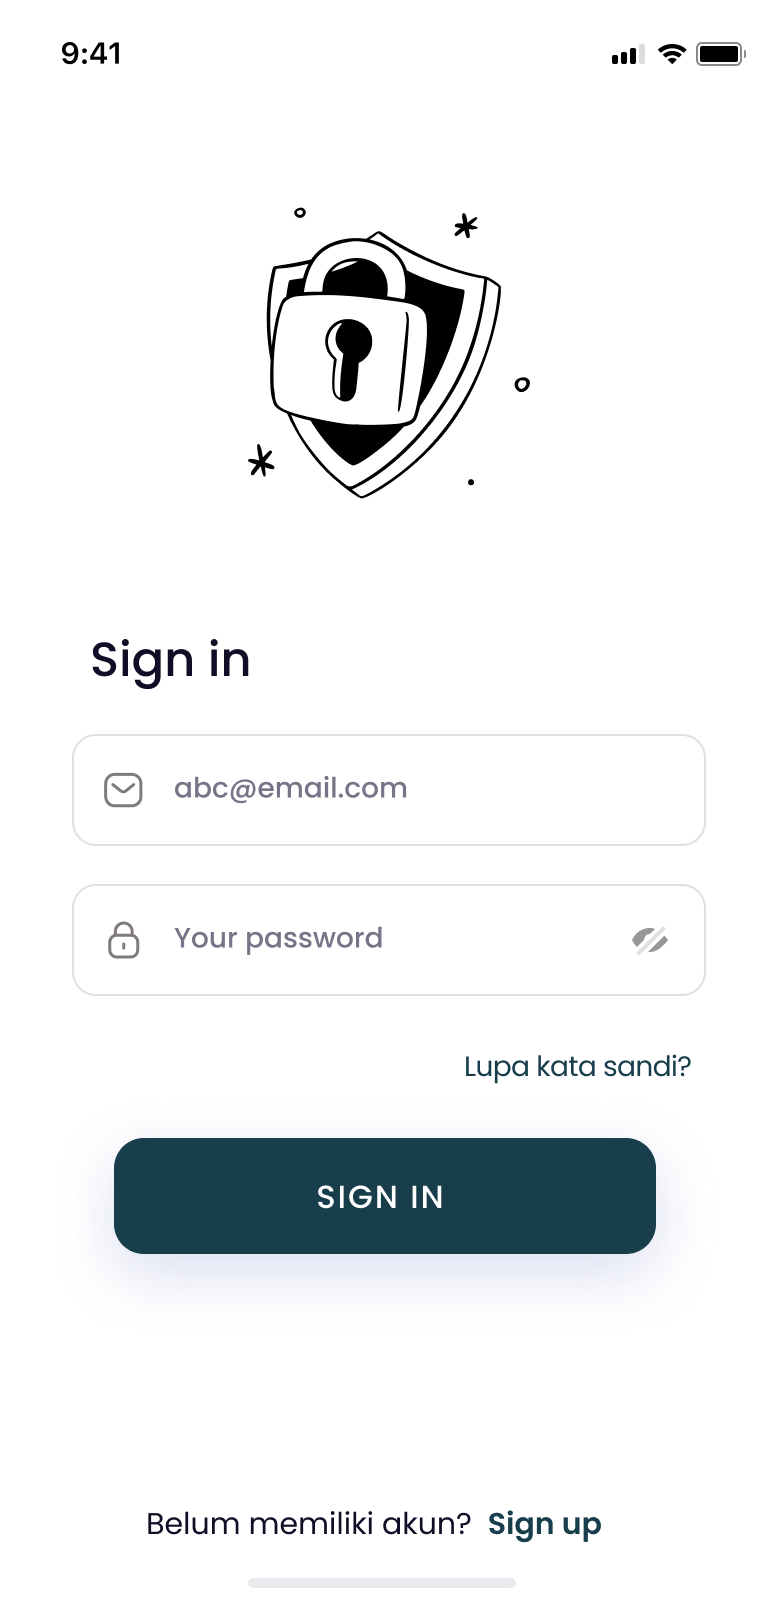 9:41
Sign in
abc@email.com
Your password
Lupa kata sandi?
SIGN IN
Belum memiliki akun? Sign up